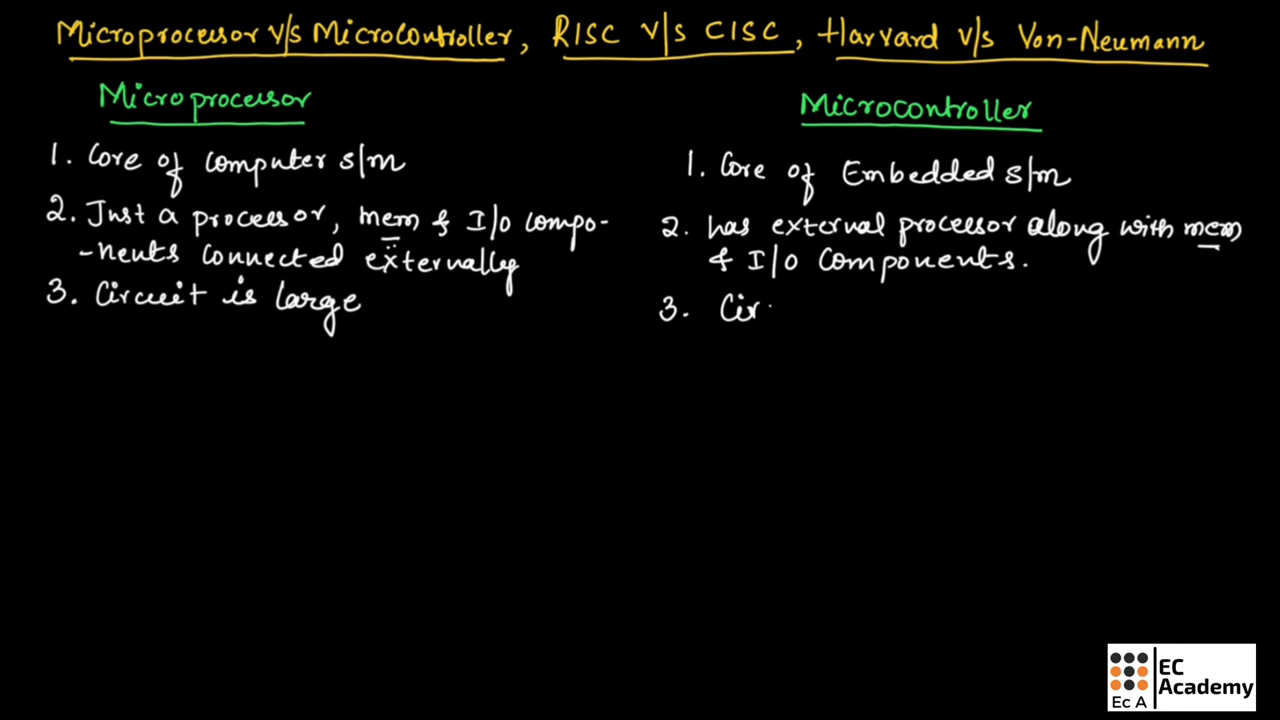 Microprocessor v/s Microcontroller, RISC v/s CISC, Harvard v/s Von-Neumann
Microprocessor
1. Core of computer s/m
2. Just a processor, mem & I/o compo-
-nents connected externally
3. Circuit is large
Microcontroller
1. Core of Embedded s/m
2. has external processor along with mem
& I/O components.
3. Cir
EC
Academy
Ec A